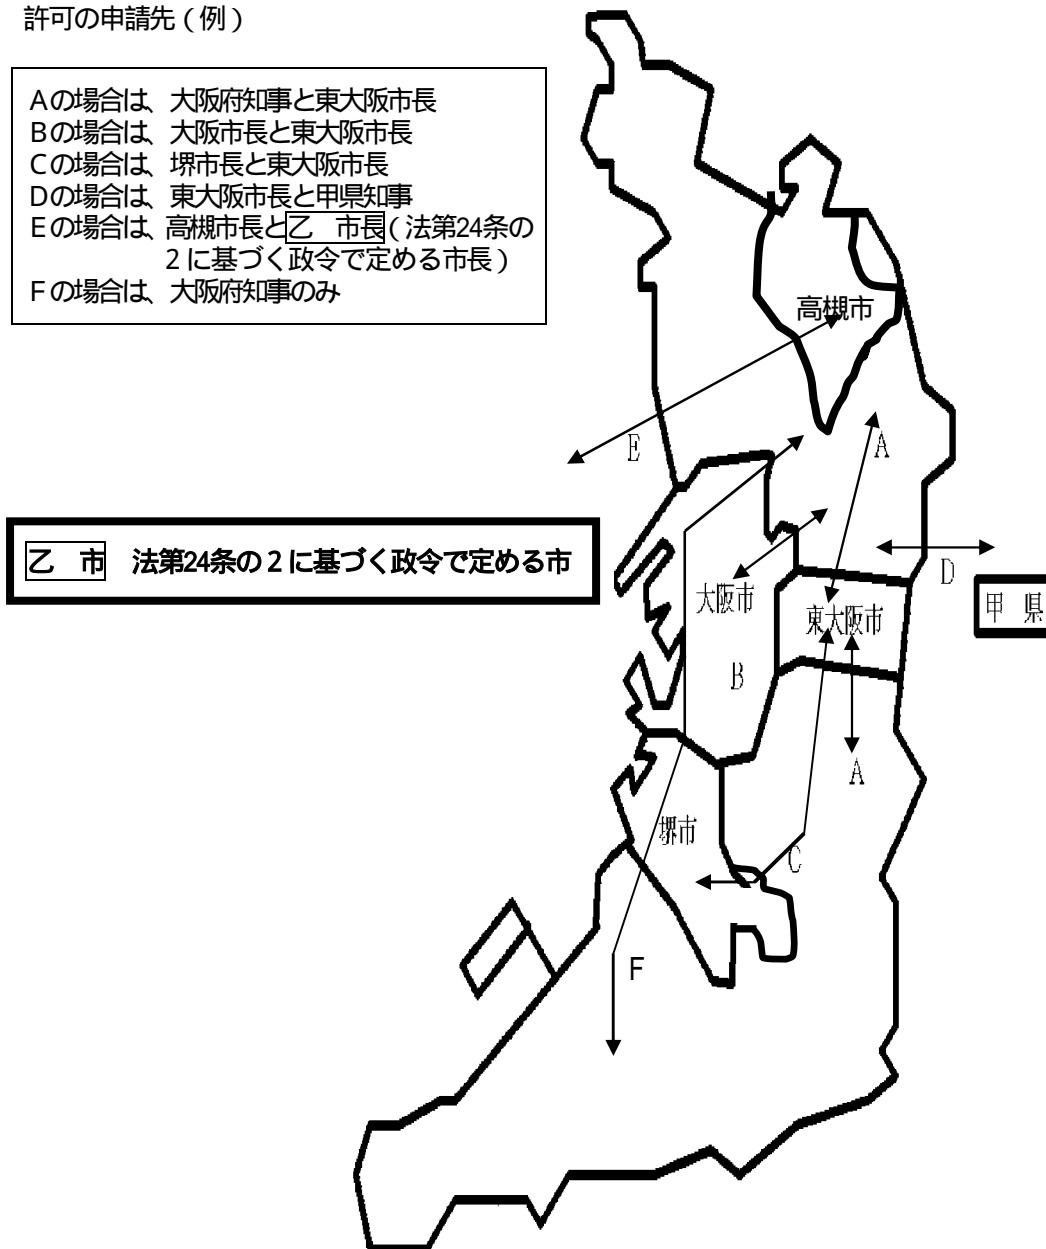 許可の申請先（例）
Aの場合は、大阪府知事と東大阪市長
Bの場合は、大阪市長と東大阪市長
Cの場合は、堺市長と東大阪市長
Dの場合は、東大阪市長と甲県知事
Eの場合は、高槻市長と乙　市長（法第24条の
２に基づく政令で定める市長）
Fの場合は、大阪府知事のみ
高槻市
E
A
乙　市　法第24条の２に基づく政令で定める市
D
大阪市
東大阪市
甲　県
B
A
堺市
C
F